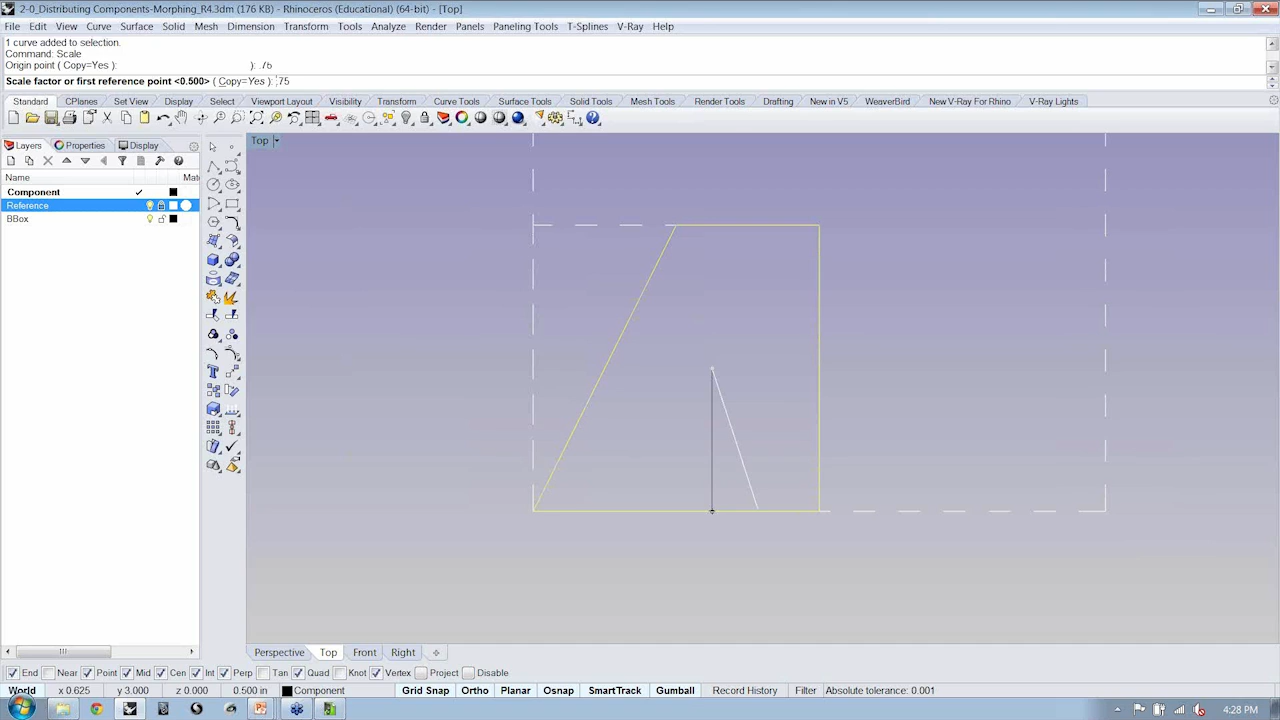 2-0_Distributing Components-Morphing_R4.3dm (176 KB) - Rhinoceros (Educational) (64-bit) - [Top]
File Edit View Curve Surface Solid Mesh Dimension Transform Tools Analyze Render Panels Paneling Tools T-Splines V-Ray Help
1 curve added to selection.
Command: Scale
Origin point ( Copy=Yes ): ): .75
Scale factor or first reference point <0.500> ( Copy=Yes ): .75
Standard CPlanes Set View Display Select Viewport Layout Visibility Transform Curve Tools Surface Tools Solid Tools Mesh Tools Render Tools Drafting New in V5 WeaverBird New V-Ray For Rhino V-Ray Lights
Layers Properties Display
Top
Name Mate
Component
Reference
BBox
Perspective Top Front Right
End Near Point Mid Cen Int Perp Tan Quad Knot Vertex Project Disable
World x 0.625 y 3.000 z 0.000 0.500 in Component Grid Snap Ortho Planar Osnap SmartTrack Gumball Record History Filter Absolute tolerance: 0.001
4:28 PM